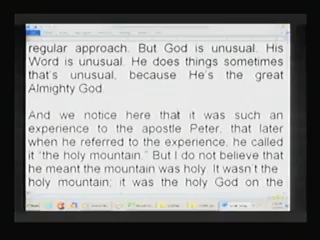 regular approach. But God is unusual. His
Word is unusual. He does things sometimes
that's unusual, because He's the great
Almighty God.
And we notice here that it was such an
experience to the apostle Peter, that later
when he referred to the experience, he called
it “the holy mountain.” But I do not believe that
he meant the mountain was holy. It wasn't the
holy mountain; it was the holy God on the